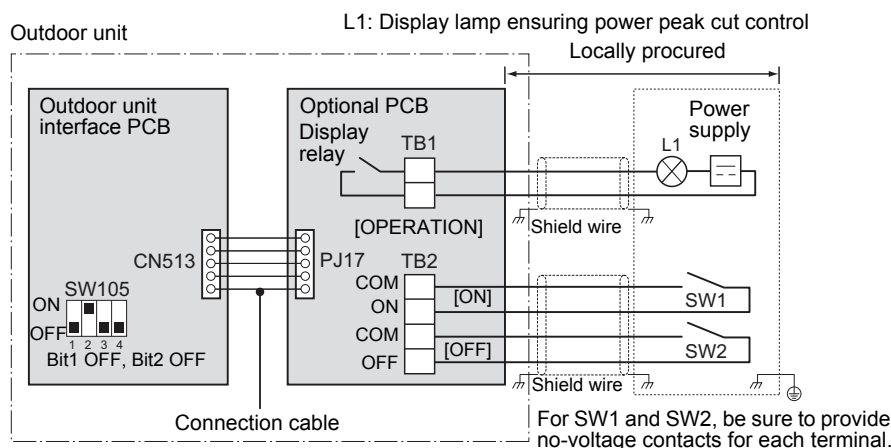 L1: Display lamp ensuring power peak cut control
Outdoor unit
Locally procured
Outdoor unit
interface PCB
Optional PCB
Display
relay
TB1
Power
supply
L1
[OPERATION]
Shield wire
CN513
PJ17
TB2
COM
ON
[ON]
SW1
COM
OFF
[OFF]
SW2
SW105
ON
OFF
1 2 3 4
Bit1 OFF, Bit2 OFF
Shield wire
Connection cable
For SW1 and SW2, be sure to provide
no-voltage contacts for each terminal.